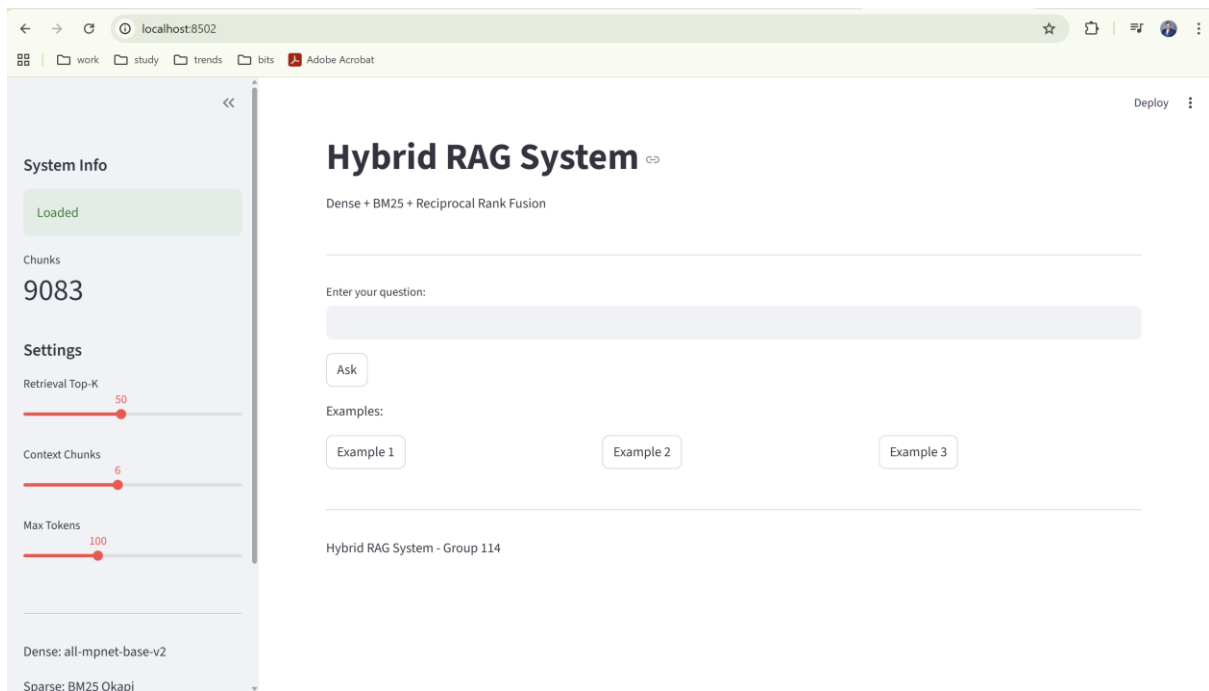 localhost:8502
work study trends bits Adobe Acrobat
Deploy
System Info
Loaded
Chunks
9083
Settings
Retrieval Top-K
50
Context Chunks
6
Max Tokens
100
Dense: all-mpnet-base-v2
Sparse: BM25 Okapi
Hybrid RAG System
Dense + BM25 + Reciprocal Rank Fusion
Enter your question:
Ask
Examples:
Example 1 Example 2 Example 3
Hybrid RAG System - Group 114